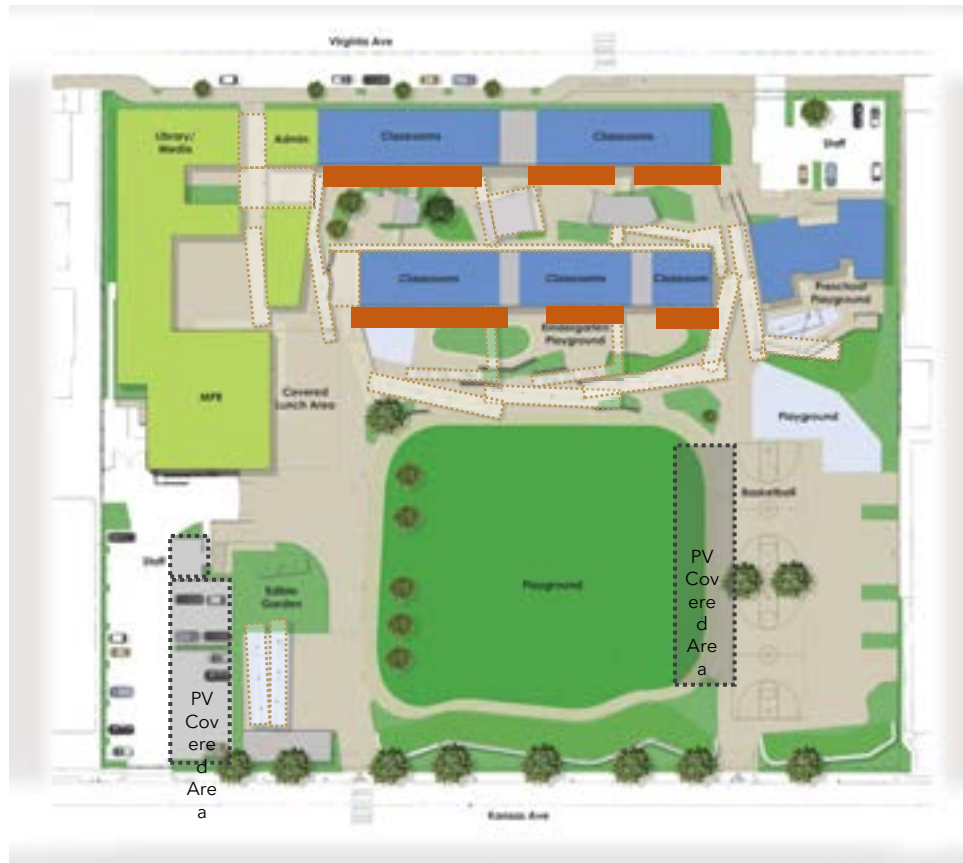 Virginia Ave
Library/
Media
Admin
Classrooms
Classrooms
Staff
Classrooms
Classrooms
Classroom
Preschool
Playground
Kindergarten
Playground
MPR
Covered
Lunch Area
Playground
Basketball
Staff
Edible
Garden
Playground
PV
Cov
ere
d
Are
a
PV
Cov
ere
d
Are
a
Kansas Ave